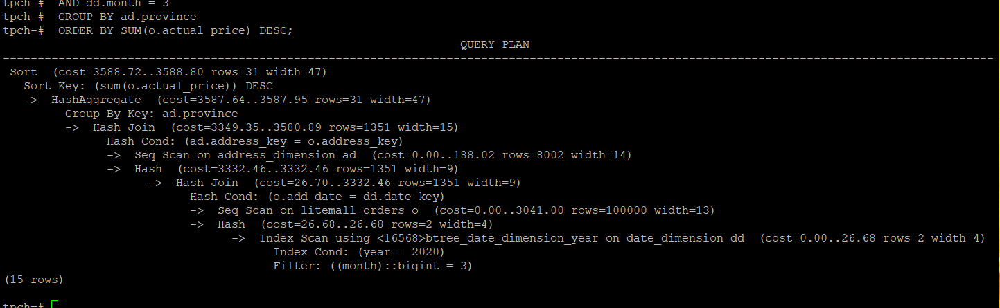 tpch-#  AND dd.month = 3
tpch-#  GROUP BY ad.province
tpch-#  ORDER BY SUM(o.actual_price) DESC;
QUERY PLAN
-----------------------------------------------------------------------------------------------------------------------------------------------
 Sort  (cost=3588.72..3588.80 rows=31 width=47)
   Sort Key: (sum(o.actual_price)) DESC
   ->  HashAggregate  (cost=3587.64..3587.95 rows=31 width=47)
         Group By Key: ad.province
         ->  Hash Join  (cost=3349.35..3580.89 rows=1351 width=15)
               Hash Cond: (ad.address_key = o.address_key)
               ->  Seq Scan on address_dimension ad  (cost=0.00..188.02 rows=8002 width=14)
               ->  Hash  (cost=3332.46..3332.46 rows=1351 width=9)
                     ->  Hash Join  (cost=26.70..3332.46 rows=1351 width=9)
                           Hash Cond: (o.add_date = dd.date_key)
                           ->  Seq Scan on litemall_orders o  (cost=0.00..3041.00 rows=100000 width=13)
                           ->  Hash  (cost=26.68..26.68 rows=2 width=4)
                                 ->  Index Scan using <16568>btree_date_dimension_year on date_dimension dd  (cost=0.00..26.68 rows=2 width=4)
                                       Index Cond: (year = 2020)
                                       Filter: ((month)::bigint = 3)
(15 rows)
tpch-#